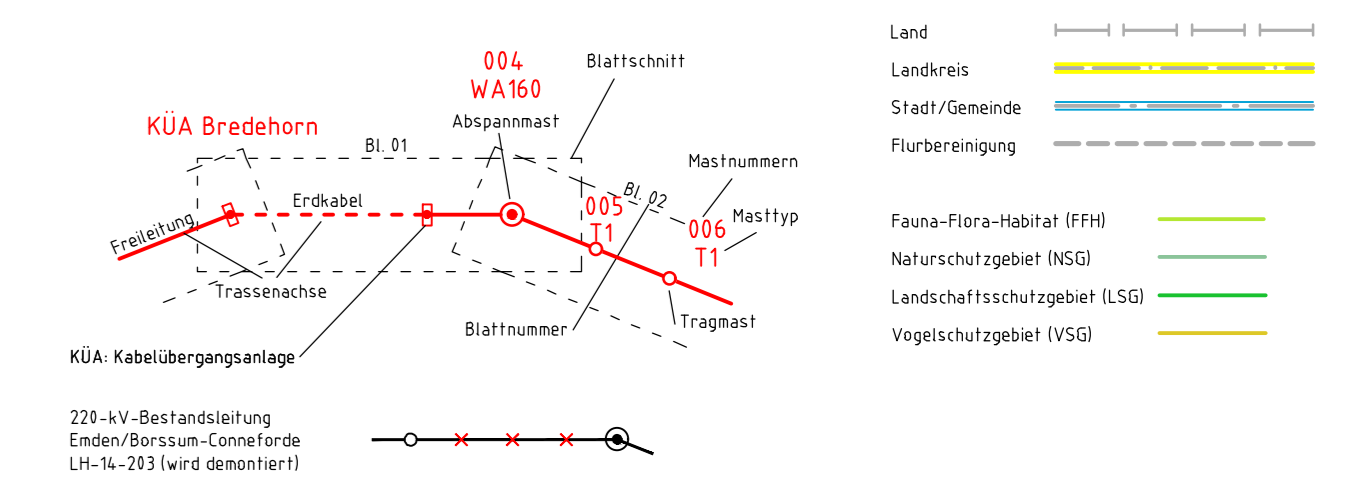 004
WA160
Abspannmast
Blattschnitt
KÜA Bredehorn
Bl. 01
Mastnummern
Bl. 02
Erdkabel
005
T1
Masttyp
006
T1
Freileitung
Trassenachse
Blattnummer
Tragmast
KÜA: Kabelübergangsanlage
220-kV-Bestandsleitung
Emden/Borssum-Conneforde
LH-14-203 (wird demontiert)
Land
Landkreis
Stadt/Gemeinde
Flurbereinigung
Fauna-Flora-Habitat (FFH)
Naturschutzgebiet (NSG)
Landschaftsschutzgebiet (LSG)
Vogelschutzgebiet (VSG)